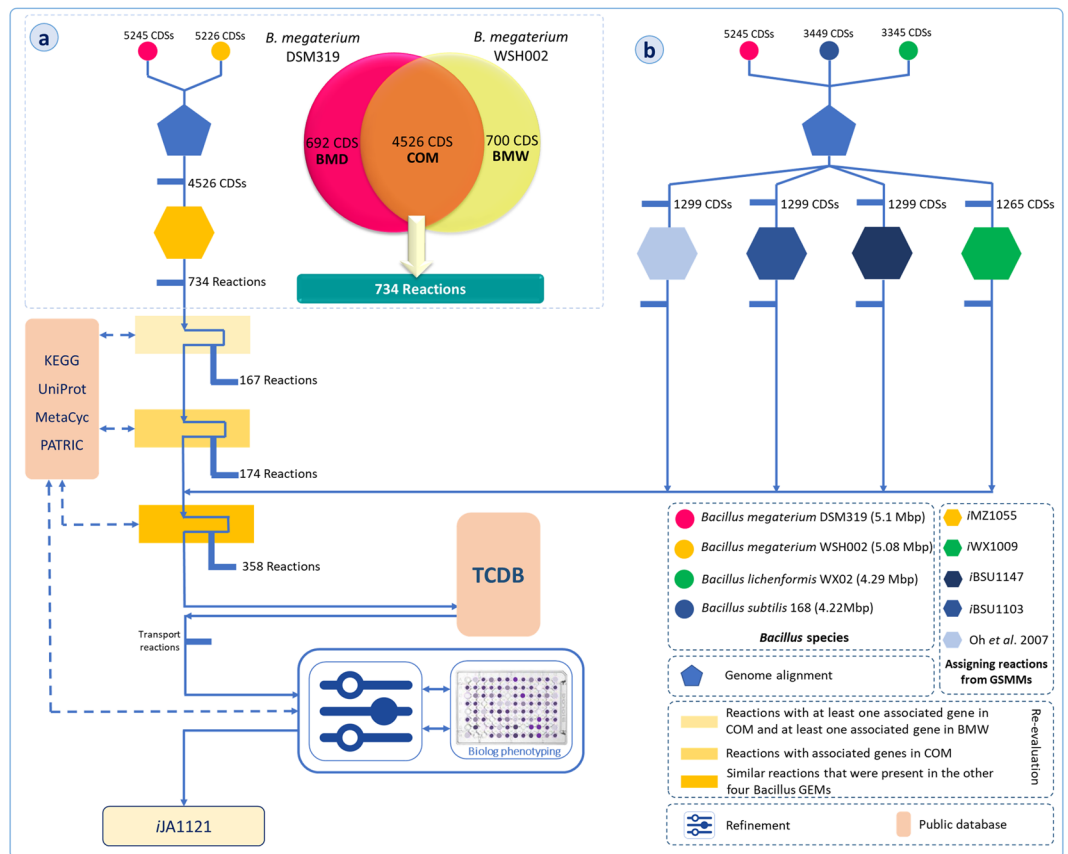 a
5245 CDSs
5226 CDSs
B. megaterium
DSM319
B. megaterium
WSH002
692 CDS
BMD
4526 CDS
COM
700 CDS
BMW
4526 CDSs
734 Reactions
734 Reactions
b
5245 CDSs
3449 CDSs
3345 CDSs
1299 CDSs
1299 CDSs
1299 CDSs
1265 CDSs
KEGG
UniProt
MetaCyc
PATRIC
167 Reactions
174 Reactions
358 Reactions
TCDB
Transport
reactions
Biolog phenotyping
iJA1121
Bacillus megaterium DSM319 (5.1 Mbp)
Bacillus megaterium WSH002 (5.08 Mbp)
Bacillus lichenformis WX02 (4.29 Mbp)
Bacillus subtilis 168 (4.22Mbp)
Bacillus species
iMZ1055
iWX1009
iBSU1147
iBSU1103
Oh et al. 2007
Assigning reactions
from GSMMs
Genome alignment
Reactions with at least one associated gene in
COM and at least one associated gene in BMW
Reactions with associated genes in COM
Similar reactions that were present in the other
four Bacillus GEMs
Re-evaluation
Refinement
Public database